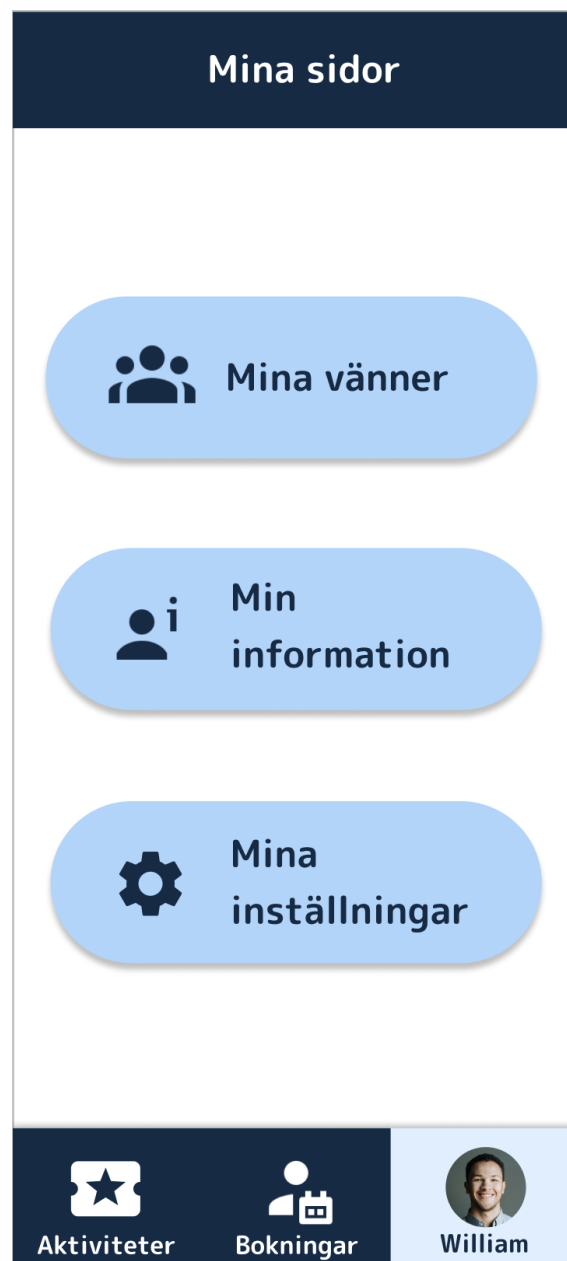 Mina sidor
Mina vänner
Min
information
Mina
inställningar
Aktiviteter
Bokningar
William